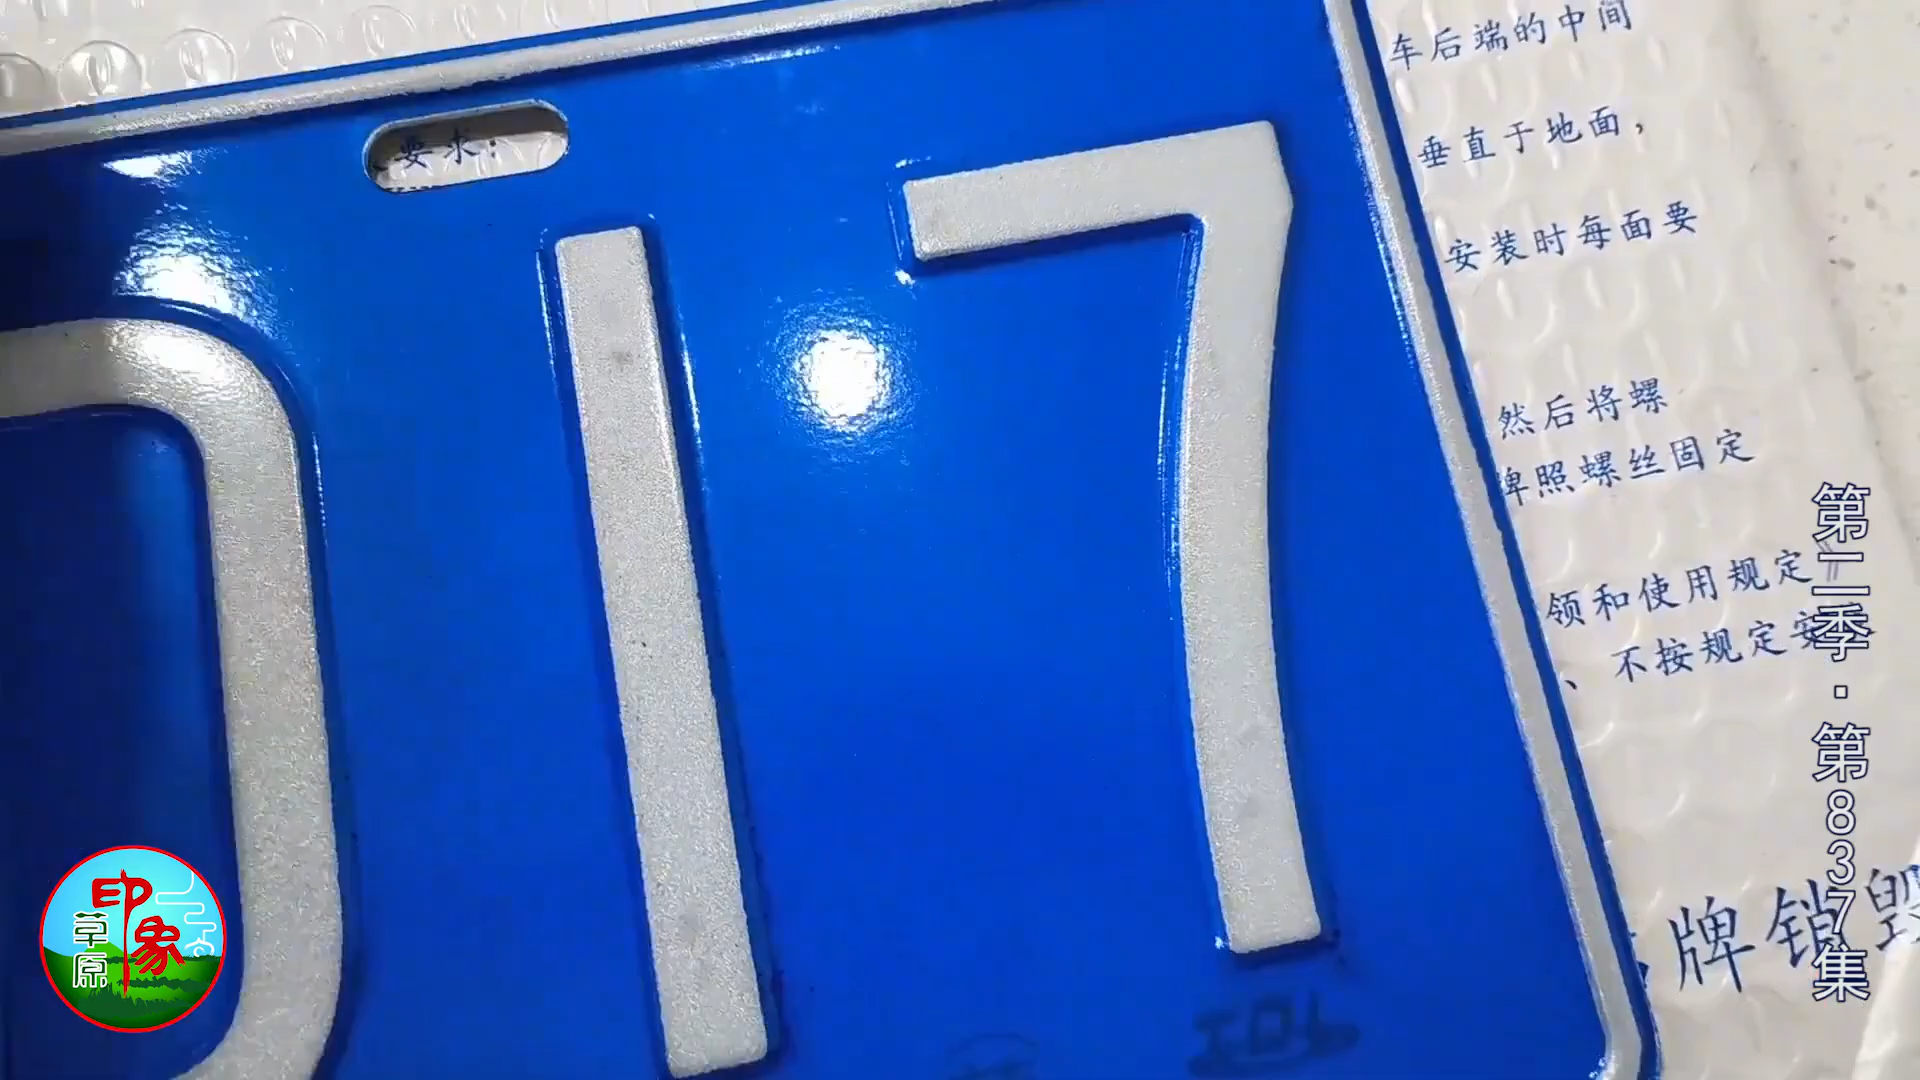 车后端的中间
要求:
垂直于地面,
安装时每面要
然后将螺
牌照螺丝固定
领和使用规定》
、不按规定安
牌销毁
17
印象
草原
第二季·第837集